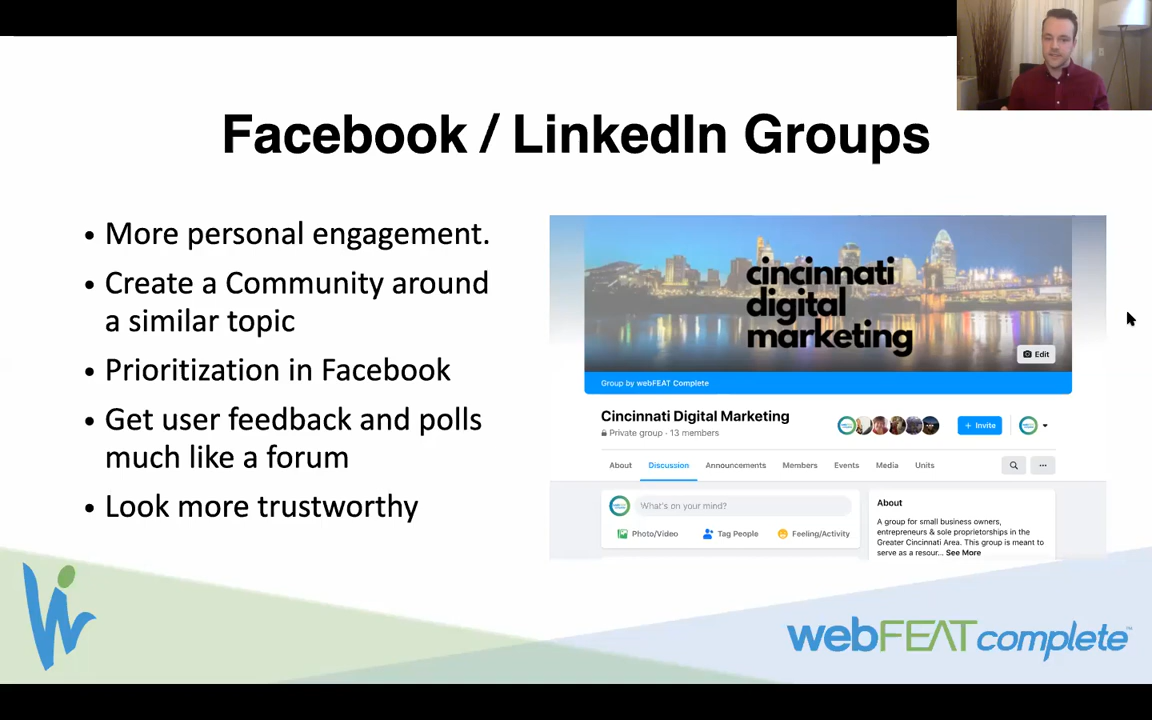 Facebook / LinkedIn Groups
• More personal engagement.
• Create a Community around
a similar topic
• Prioritization in Facebook
• Get user feedback and polls
much like a forum
• Look more trustworthy
cincinnati
digital
marketing
Edit
Group by webFEAT Complete
Cincinnati Digital Marketing
Private group · 13 members
+ Invite
About Discussion Announcements Members Events Media Units
What's on your mind?
Photo/Video Tag People Feeling/Activity
About
A group for small business owners,
entrepreneurs & sole proprietorships in the
Greater Cincinnati Area. This group is meant to
serve as a resour... See More
webFEAT complete™